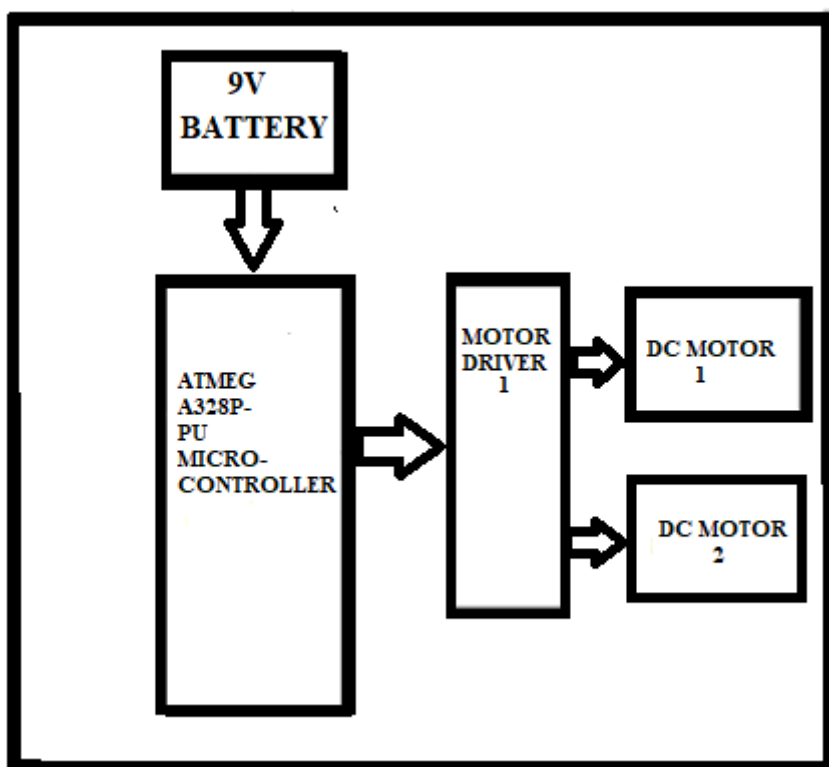 9V
BATTERY
ATMEG
A328P-
PU
MICRO-
CONTROLLER
MOTOR
DRIVER
1
DC MOTOR
1
DC MOTOR
2